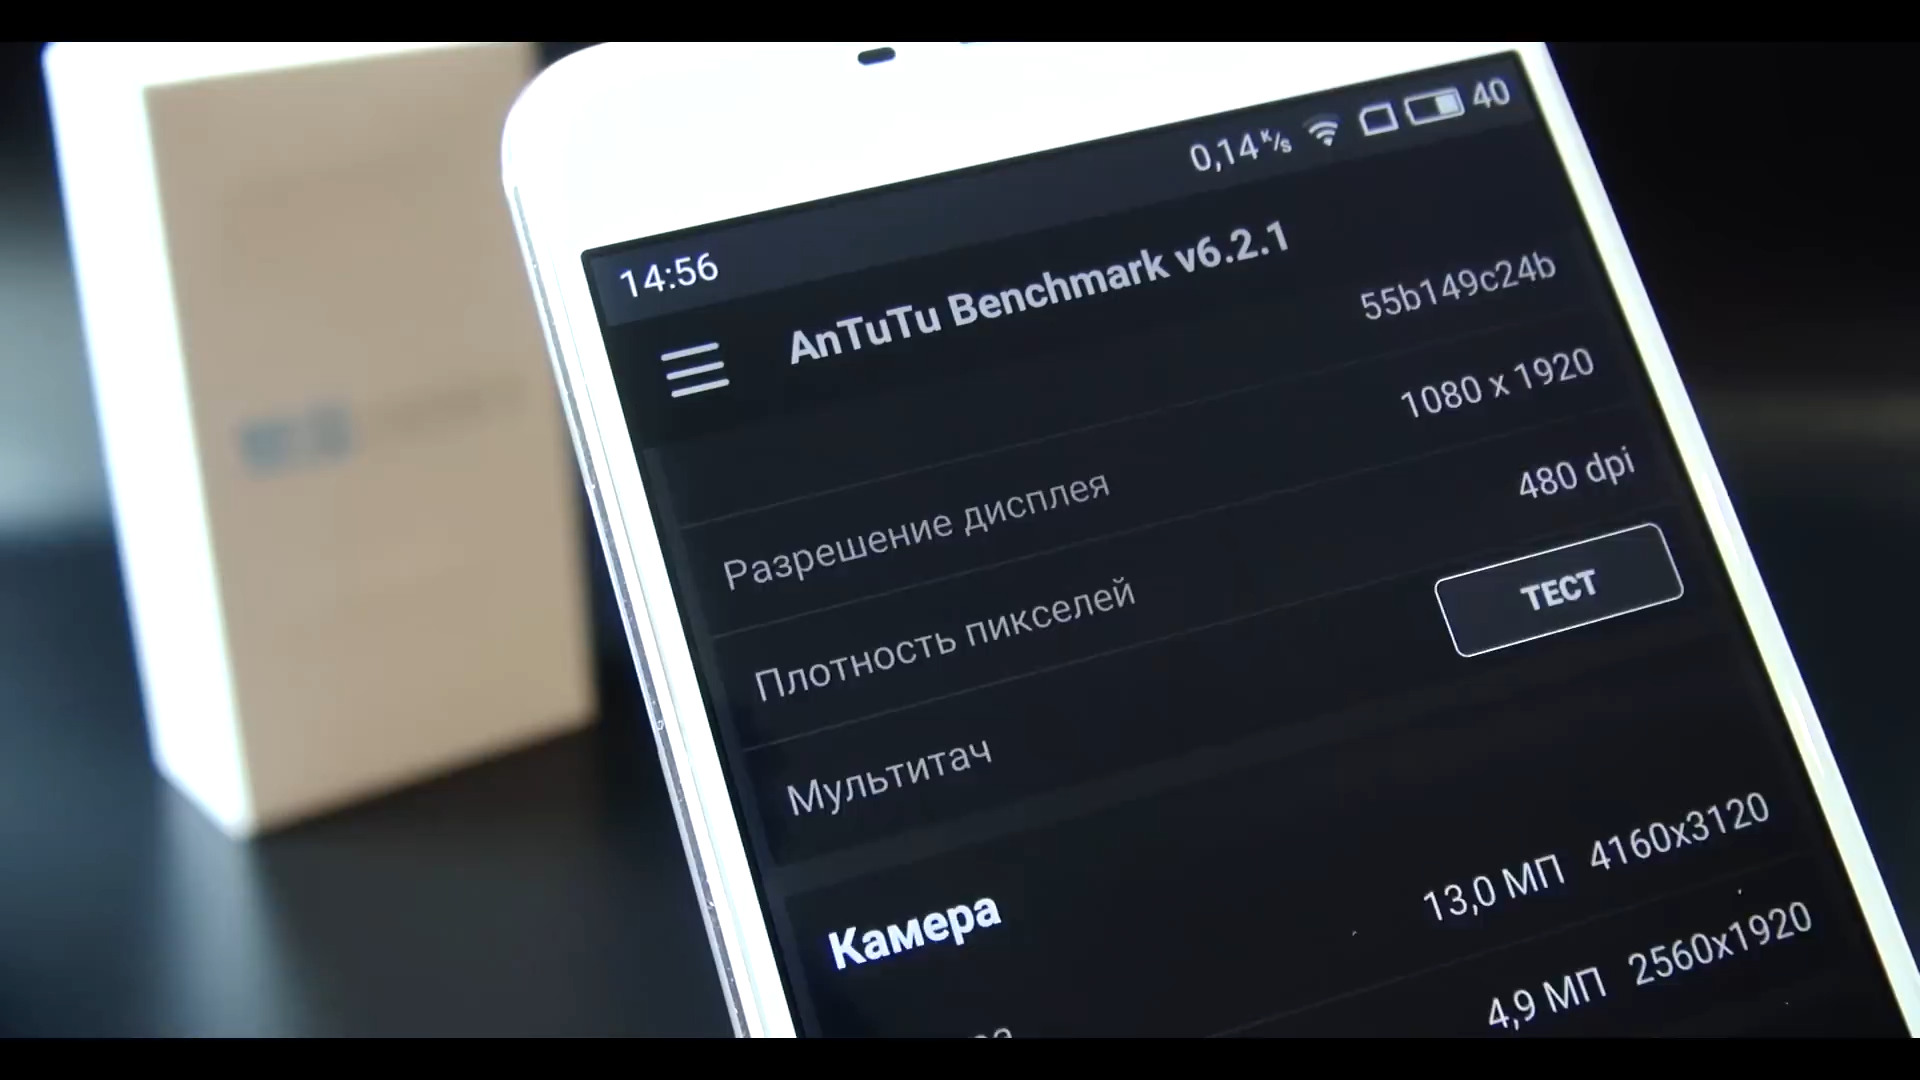 0,14 K/s 40
14:56
AnTuTu Benchmark v6.2.1
55b149c24b
Разрешение дисплея 1080 x 1920
Плотность пикселей 480 dpi
Мультитач ТЕСТ
Камера
13,0 МП 4160x3120
4,9 МП 2560x1920